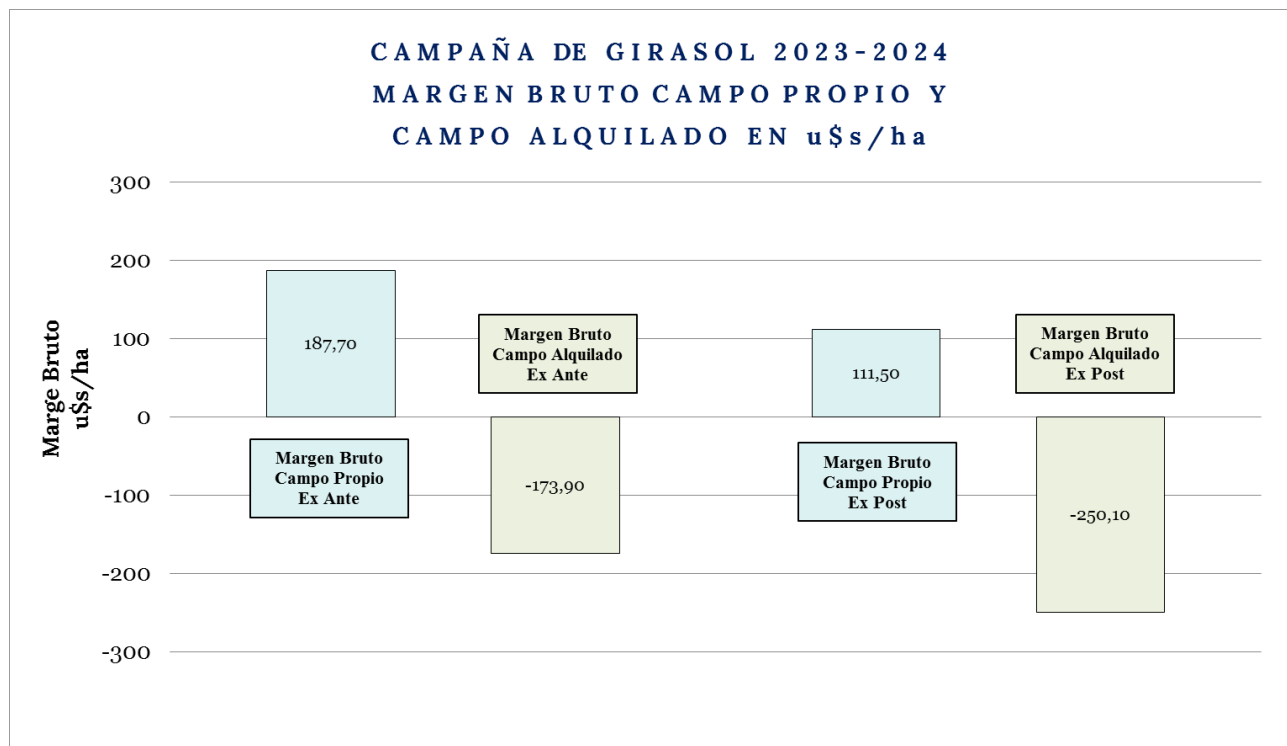 CAMPAÑA DE GIRASOL 2023-2024
MARGEN BRUTO CAMPO PROPIO Y
CAMPO ALQUILADO EN u$s/ha
Marge Bruto
u$s/ha
300
200
100
0
-100
-200
-300
187,70
Margen Bruto
Campo Propio
Ex Ante
Margen Bruto
Campo Alquilado
Ex Ante
-173,90
111,50
Margen Bruto
Campo Propio
Ex Post
Margen Bruto
Campo Alquilado
Ex Post
-250,10